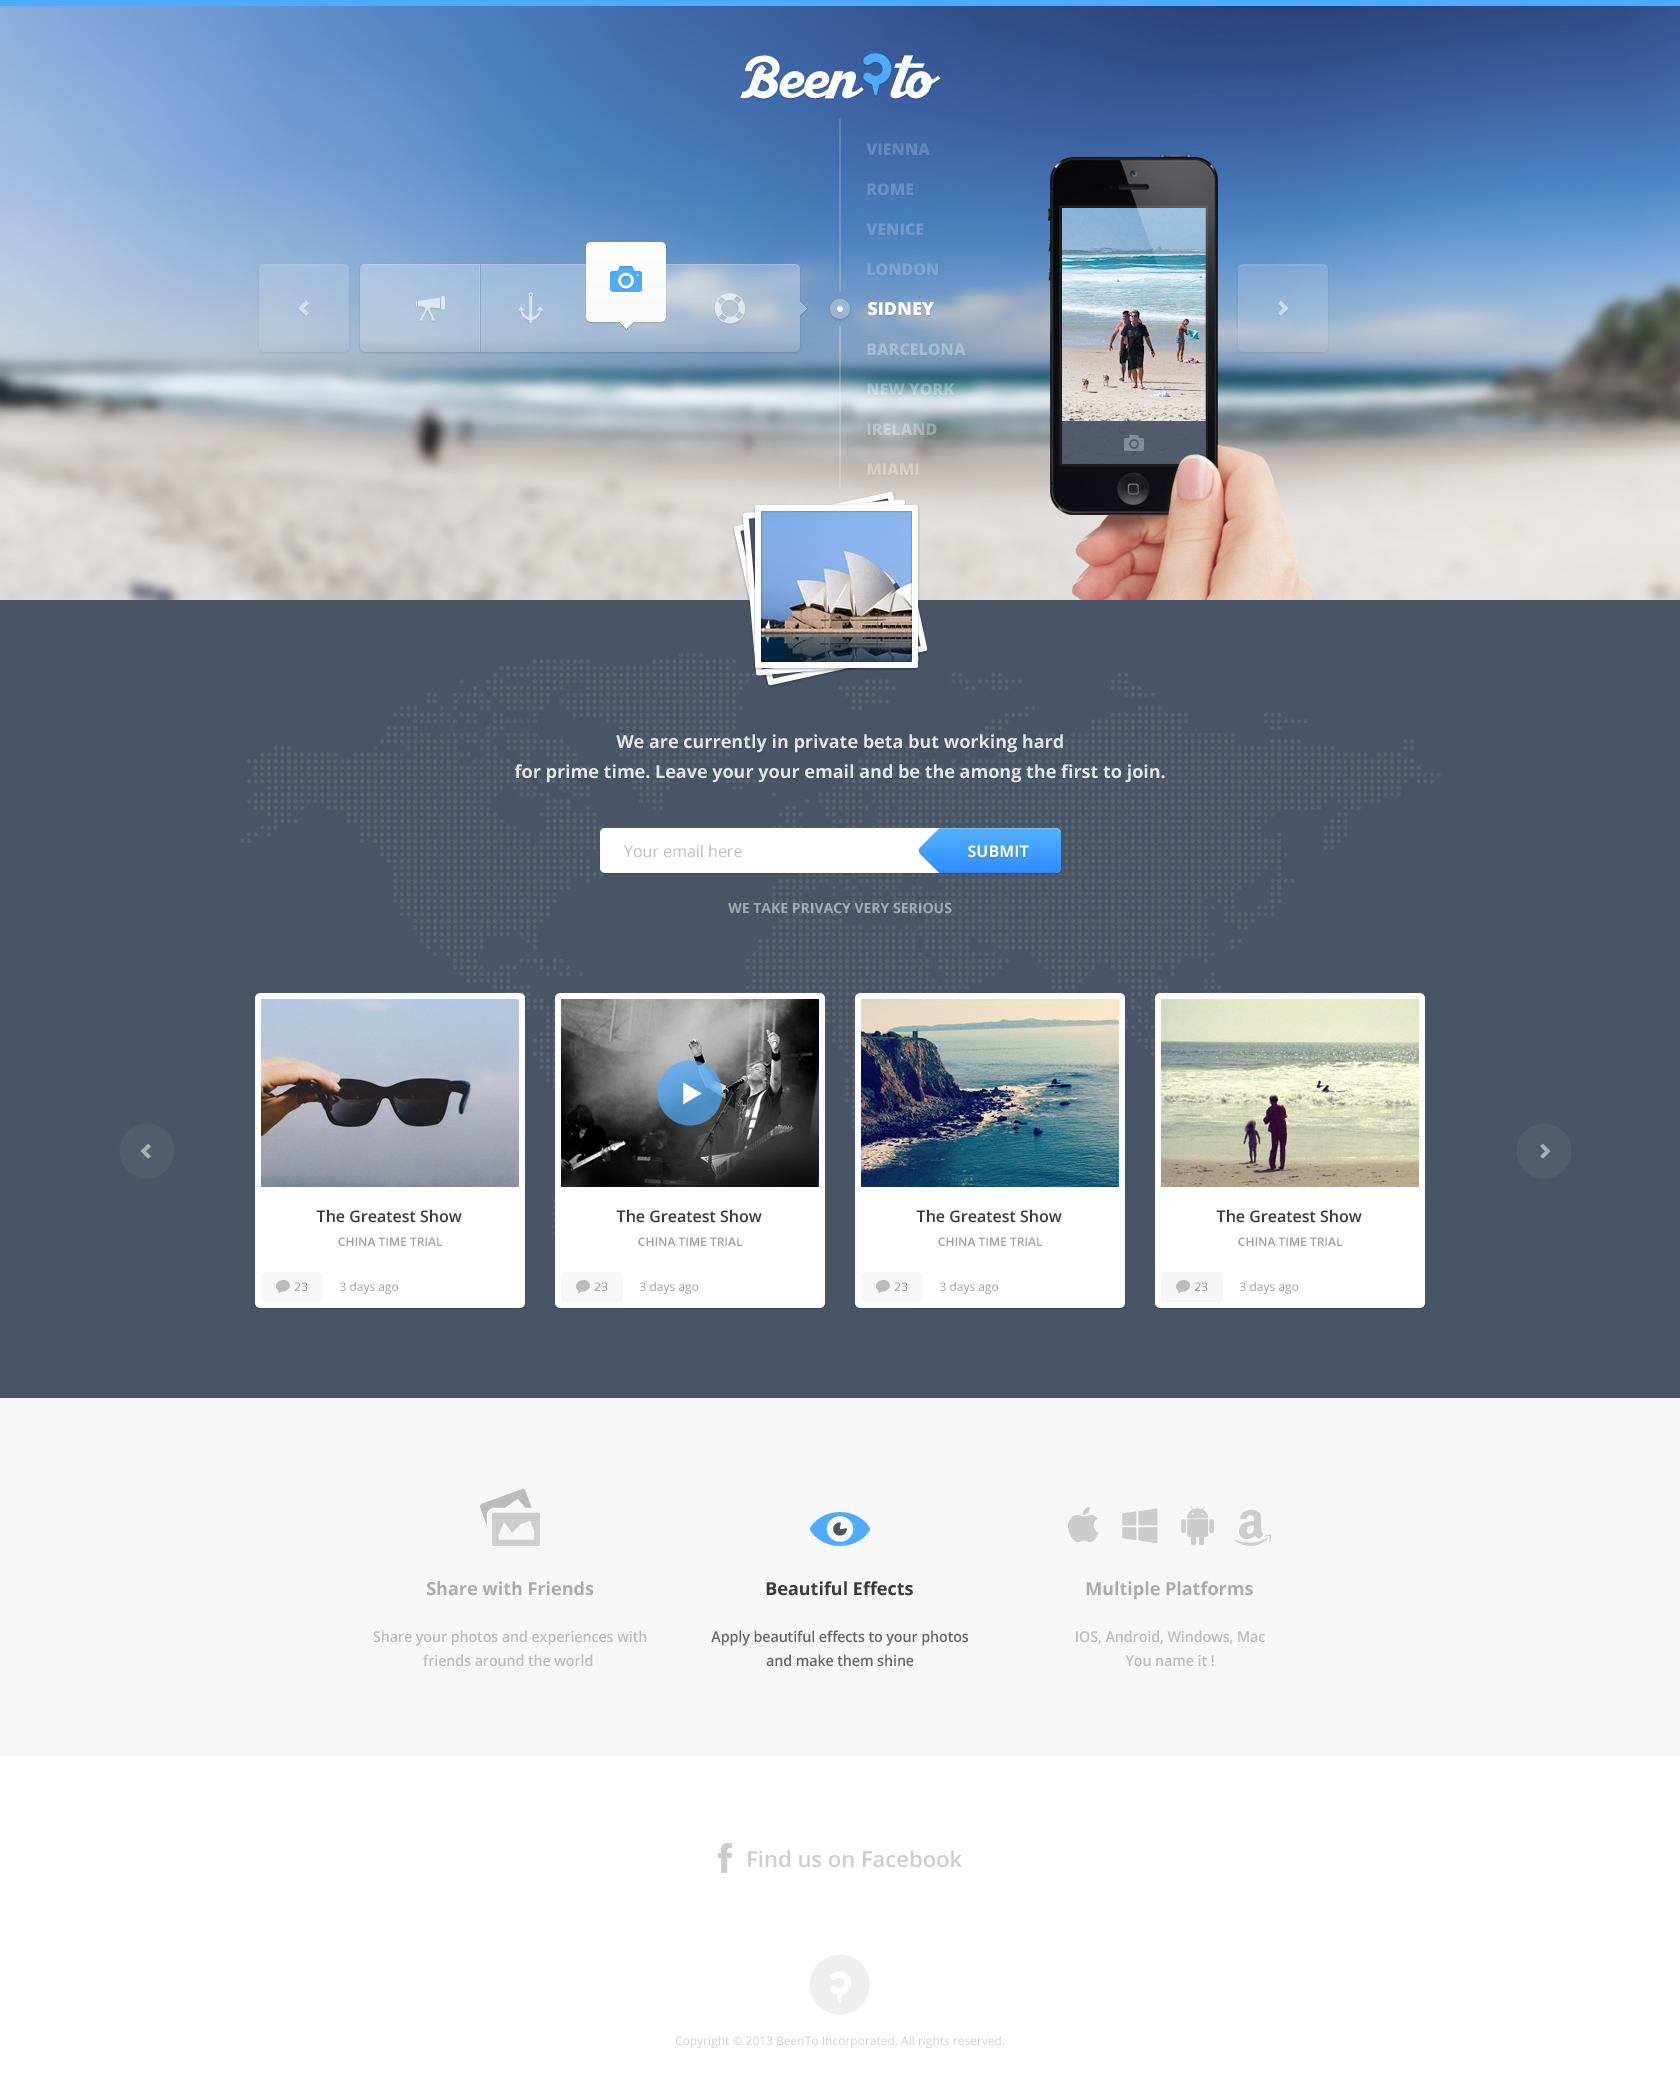 Been to
VIENNA
ROME
VENICE
LONDON
SIDNEY
BARCELONA
NEW YORK
IRELAND
MIAMI
We are currently in private beta but working hard
for prime time. Leave your your email and be the among the first to join.
Your email here
SUBMIT
WE TAKE PRIVACY VERY SERIOUS
The Greatest Show
CHINA TIME TRIAL
23 3 days ago
The Greatest Show
CHINA TIME TRIAL
23 3 days ago
The Greatest Show
CHINA TIME TRIAL
23 3 days ago
The Greatest Show
CHINA TIME TRIAL
23 3 days ago
Share with Friends
Share your photos and experiences with
friends around the world
Beautiful Effects
Apply beautiful effects to your photos
and make them shine
Multiple Platforms
IOS, Android, Windows, Mac
You name it !
Find us on Facebook
Copyright © 2013 BeenTo Incorporated. All rights reserved.